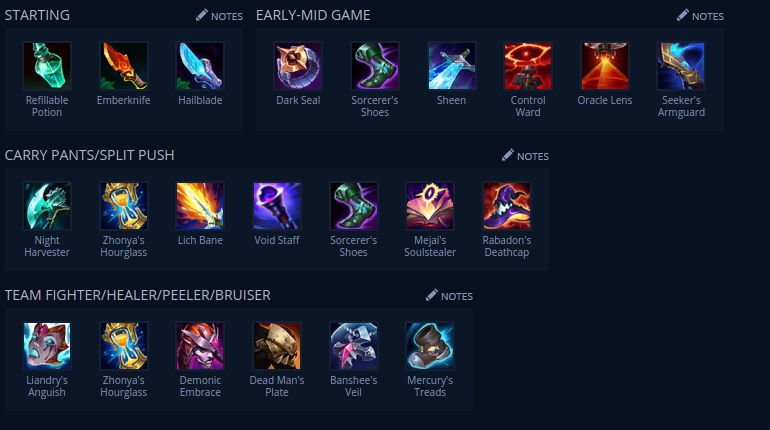 STARTING NOTES EARLY-MID GAME NOTES
Refillable Emberknife Hailblade Dark Seal Sorcerer's Sheen Control Oracle Lens Seeker's
Potion Shoes Ward Armguard
CARRY PANTS/SPLIT PUSH NOTES
Night Zhonya's Lich Bane Void Staff Sorcerer's Mejai's Rabadon's
Harvester Hourglass Shoes Soulstealer Deathcap
TEAM FIGHTER/HEALER/PEELER/BRUISER NOTES
Liandry's Zhonya's Demonic Dead Man's Banshee's Mercury's
Anguish Hourglass Embrace Plate Veil Treads